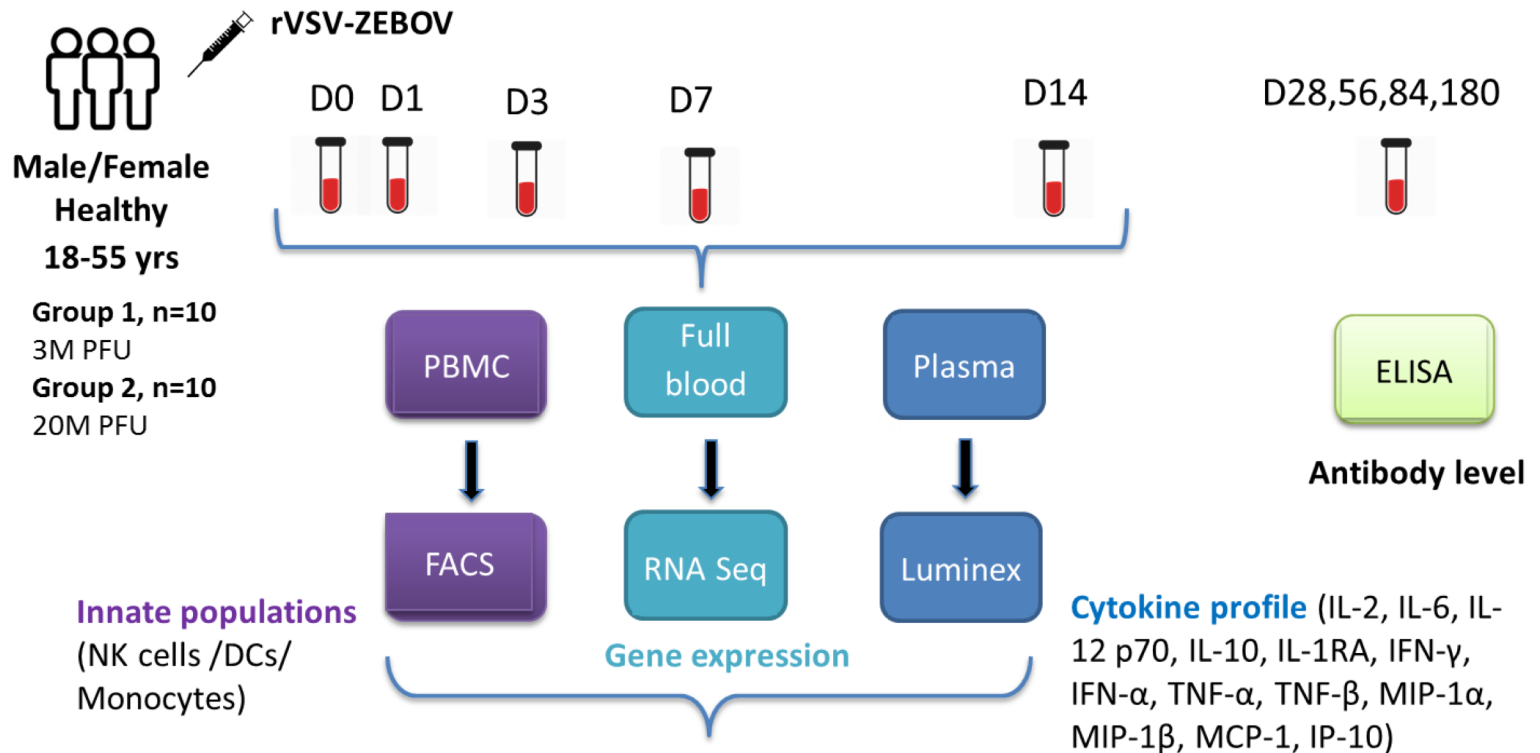 rVSV-ZEBOV
D0 D1 D3 D7 D14 D28,56,84,180
Male/Female
Healthy
18-55 yrs
Group 1, n=10
3M PFU
Group 2, n=10
20M PFU
PBMC
Full
blood
Plasma
ELISA
Antibody level
FACS
RNA Seq
Luminex
Innate populations
(NK cells /DCs/
Monocytes)
Gene expression
Cytokine profile (IL-2, IL-6, IL-
12 p70, IL-10, IL-1RA, IFN-γ,
IFN-α, TNF-α, TNF-β, MIP-1α,
MIP-1β, MCP-1, IP-10)